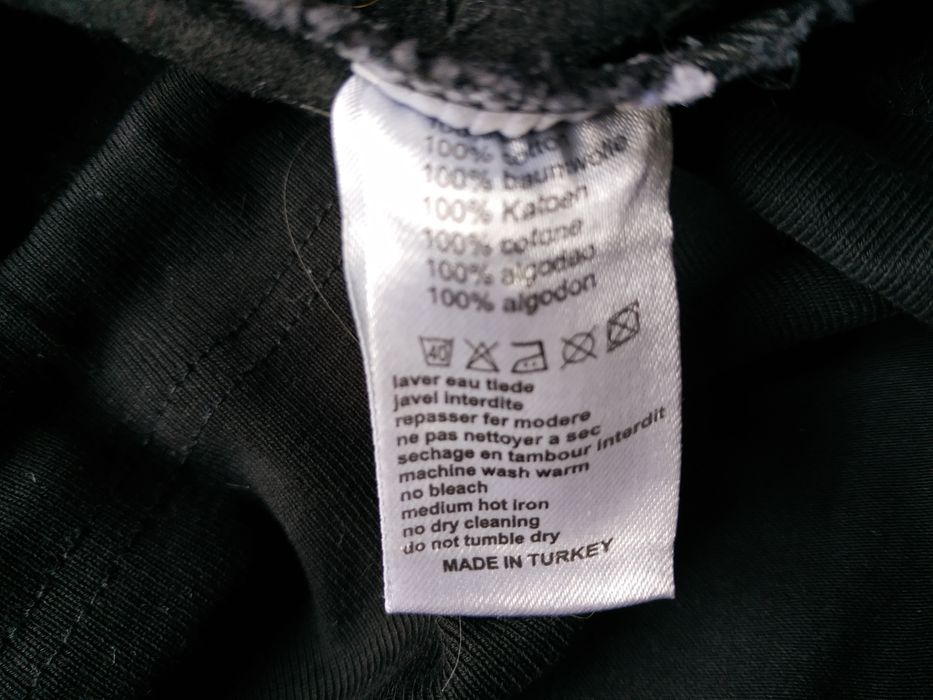 100%
100% baumwolle
100% Katoen
100% cotone
100% algodao
100% algodon
40
laver eau tiede
javel interdite
repasser fer modere
ne pas nettoyer a sec
sechage en tambour interdit
machine wash warm
no bleach
medium hot iron
no dry cleaning
do not tumble dry
MADE IN TURKEY